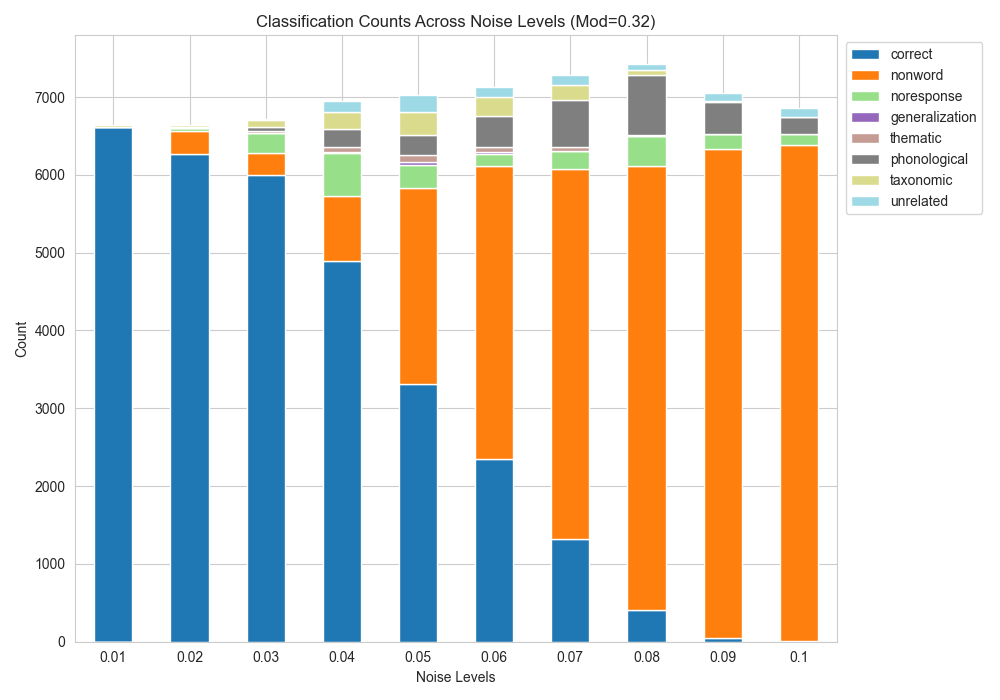 Classification Counts Across Noise Levels (Mod=0.32)
correct
nonword
noresponse
generalization
thematic
phonological
taxonomic
unrelated
Count
7000
6000
5000
4000
3000
2000
1000
0
0.01 0.02 0.03 0.04 0.05 0.06 0.07 0.08 0.09 0.1
Noise Levels